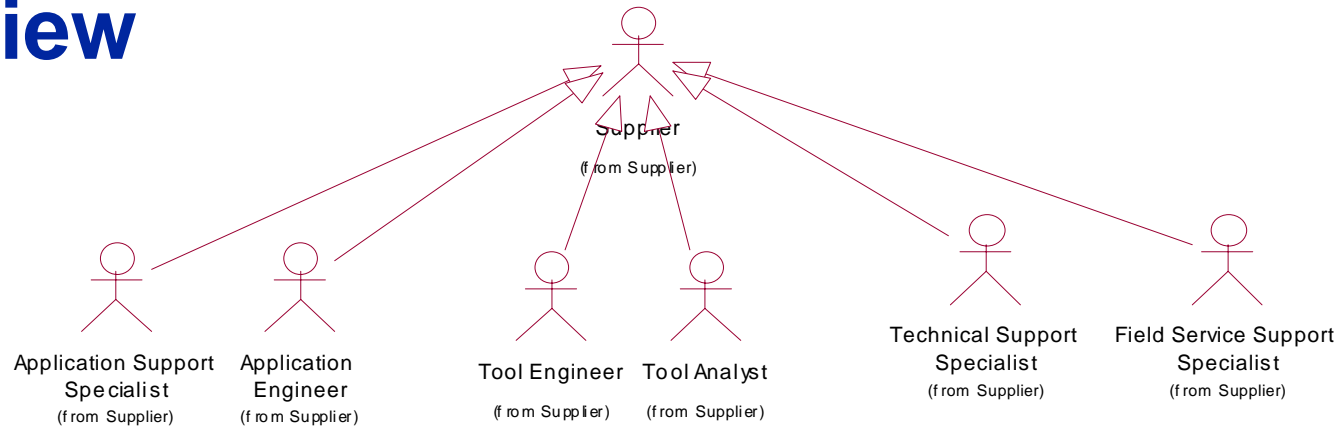 iew
Supplier
(from Supplier)
Application Support
Specialist
(from Supplier)
Application
Engineer
(from Supplier)
Tool Engineer
(from Supplier)
Tool Analyst
(from Supplier)
Technical Support
Specialist
(from Supplier)
Field Service Support
Specialist
(from Supplier)